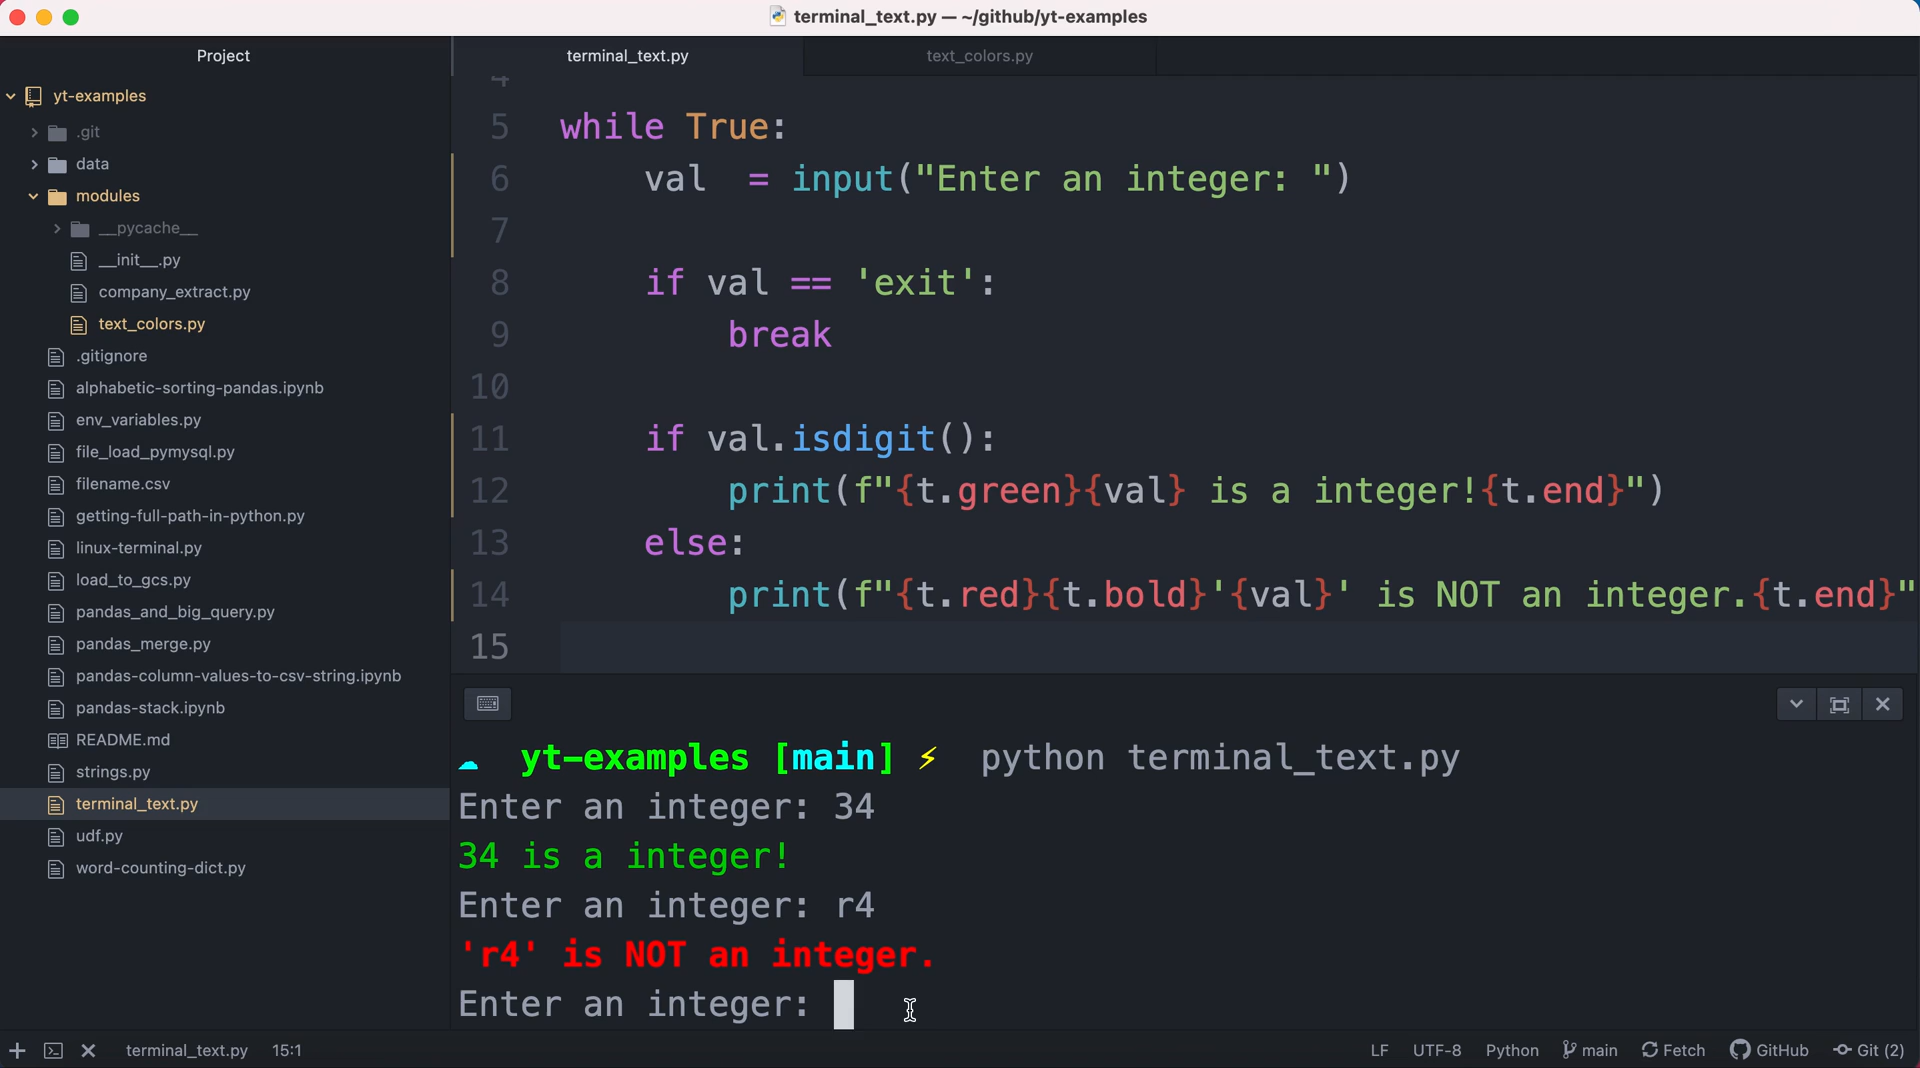 terminal_text.py — ~/github/yt-examples
Project
terminal_text.py
text_colors.py
yt-examples
.git
data
modules
__pycache__
__init__.py
company_extract.py
text_colors.py
.gitignore
alphabetic-sorting-pandas.ipynb
env_variables.py
file_load_pymysql.py
filename.csv
getting-full-path-in-python.py
linux-terminal.py
load_to_gcs.py
pandas_and_big_query.py
pandas_merge.py
pandas-column-values-to-csv-string.ipynb
pandas-stack.ipynb
README.md
strings.py
terminal_text.py
udf.py
word-counting-dict.py
5 while True:
6     val  = input("Enter an integer: ")
7
8     if val == 'exit':
9         break
10
11     if val.isdigit():
12         print(f"{t.green}{val} is a integer!{t.end}")
13     else:
14         print(f"{t.red}{t.bold}'{val}' is NOT an integer.{t.end}"
15
yt-examples [main] ⚡ python terminal_text.py
Enter an integer: 34
34 is a integer!
Enter an integer: r4
'r4' is NOT an integer.
Enter an integer:
terminal_text.py 15:1 LF UTF-8 Python main Fetch GitHub Git (2)